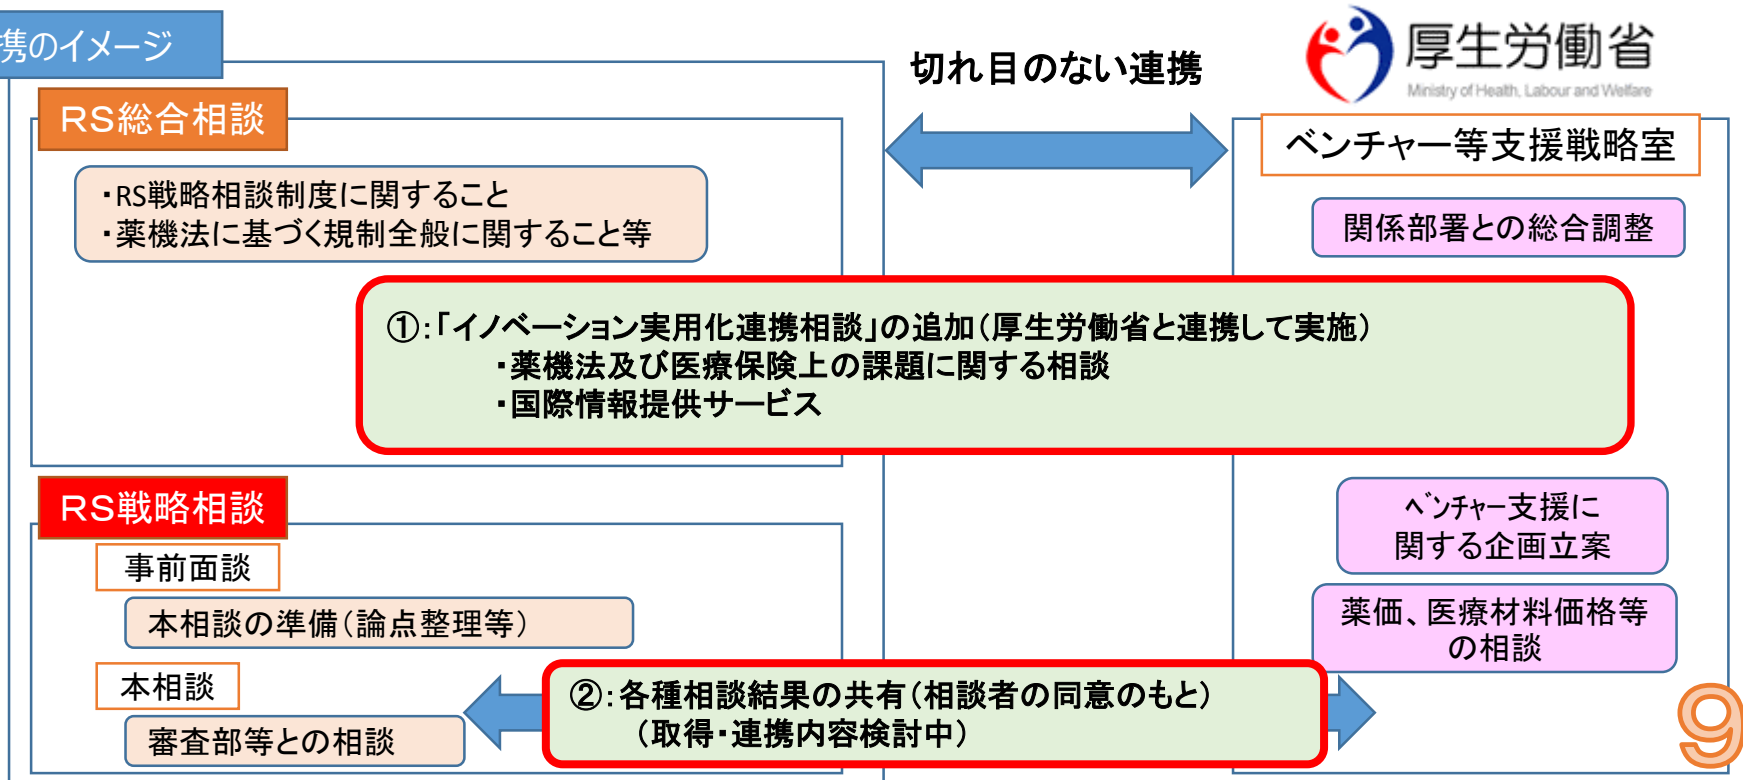 携のイメージ
切れ目のない連携
厚生労働省
Ministry of Health, Labour and Welfare
RS総合相談
・RS戦略相談制度に関すること
・薬機法に基づく規制全般に関すること等
ベンチャー等支援戦略室
関係部署との総合調整
①:「イノベーション実用化連携相談」の追加(厚生労働省と連携して実施)
・薬機法及び医療保険上の課題に関する相談
・国際情報提供サービス
RS戦略相談
事前面談
本相談の準備(論点整理等)
本相談
審査部等との相談
ベンチャー支援に
関する企画立案
薬価、医療材料価格等
の相談
②:各種相談結果の共有(相談者の同意のもと)
(取得・連携内容検討中)
9